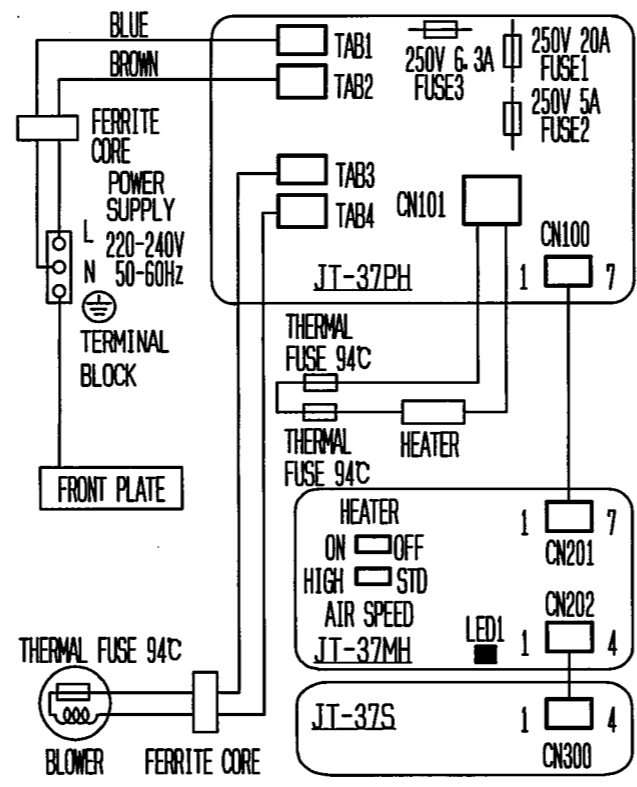 BLUE
BROWN
TAB1
TAB2
250V 6.3A
FUSE3
250V 20A
FUSE1
250V 5A
FUSE2
FERRITE
CORE
POWER
SUPPLY
L 220-240V
N 50-60Hz
TERMINAL
BLOCK
TAB3
TAB4
CN101
CN100
JT-37PH
1 7
THERMAL
FUSE 94℃
THERMAL
FUSE 94℃
HEATER
FRONT PLATE
HEATER
ON OFF
HIGH STD
AIR SPEED
JT-37MH
LED1
1 7
CN201
CN202
1 4
THERMAL FUSE 94℃
BLOWER
FERRITE CORE
JT-37S
1 4
CN300